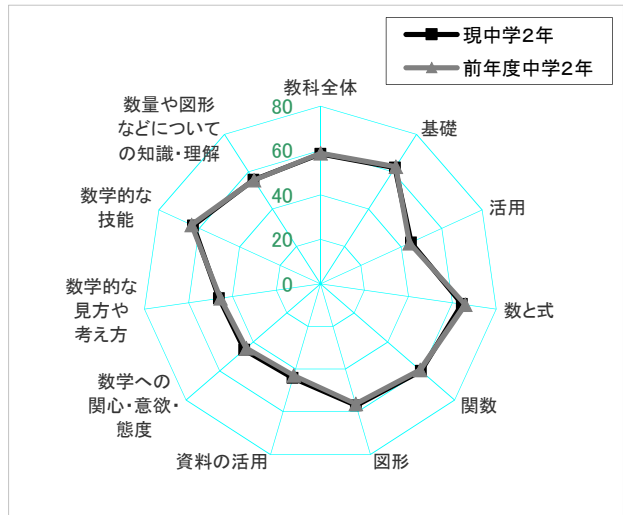 現中学2年
前年度中学2年
教科全体
基礎
活用
数と式
関数
図形
資料の活用
数学への
関心・意欲・
態度
数学的な
見方や
考え方
数学的な
技能
数量や図形
などについて
の知識・理解
80
60
40
20
0